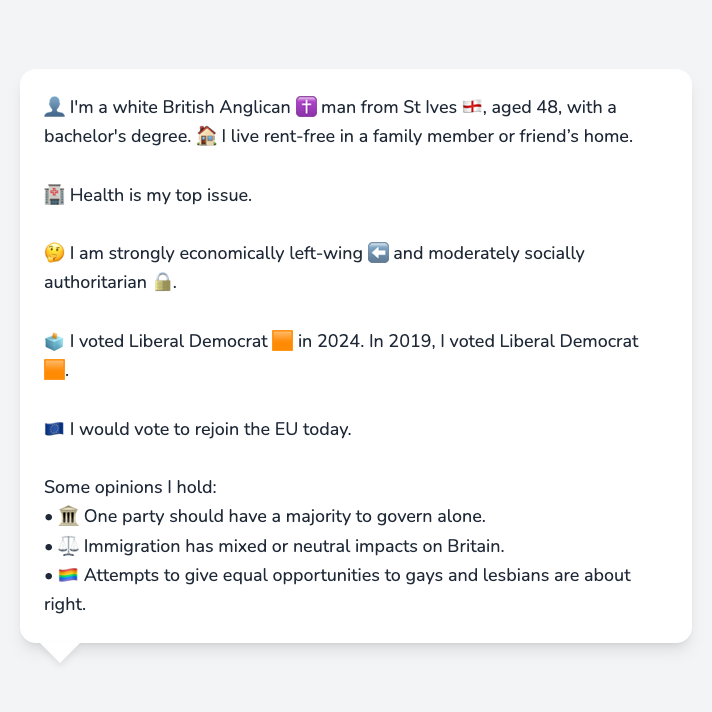 👤 I'm a white British Anglican ✝️ man from St Ives 🏴󠁧󠁢󠁥󠁮󠁧󠁿, aged 48, with a
bachelor's degree. 🏠 I live rent-free in a family member or friend’s home.
🏥 Health is my top issue.
🤔 I am strongly economically left-wing ⬅️ and moderately socially
authoritarian 🔒.
🗳️ I voted Liberal Democrat 🟧 in 2024. In 2019, I voted Liberal Democrat
🟧.
🇪🇺 I would vote to rejoin the EU today.
Some opinions I hold:
• 🏛️ One party should have a majority to govern alone.
• ⚖️ Immigration has mixed or neutral impacts on Britain.
• 🏳️‍🌈 Attempts to give equal opportunities to gays and lesbians are about
right.